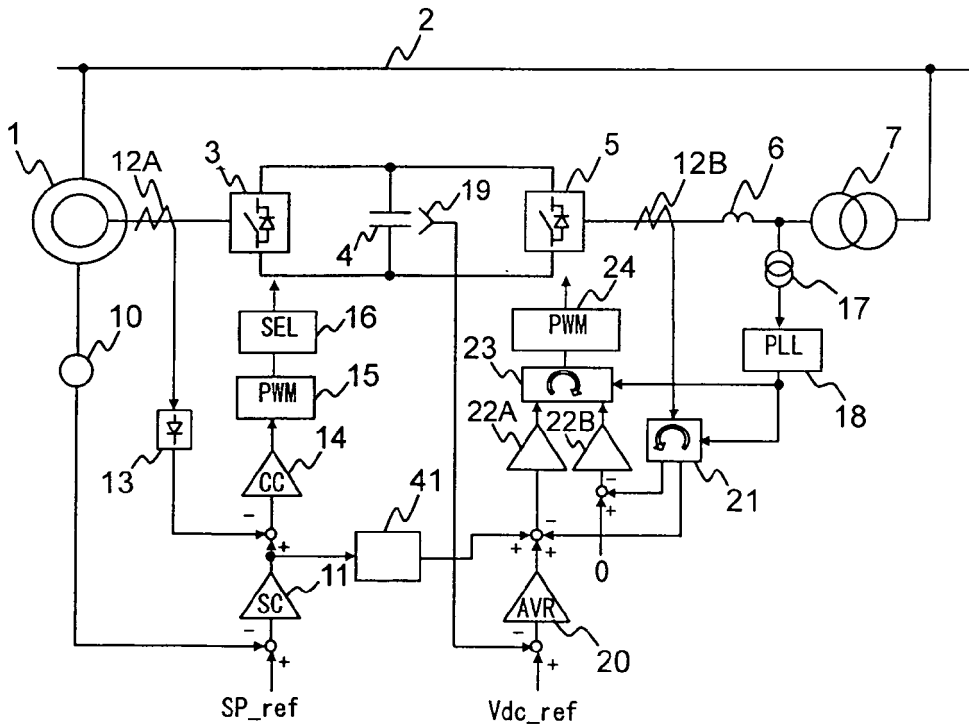 2
1
12A
3
5
12B
6
7
19
4
24
17
10
SEL
16
PWM
PLL
23
18
PWM
15
22A
22B
13
14
CC
41
21
-
+
-
+
-
+
-
+
+
0
11
SC
AVR
20
-
+
-
+
SP_ref
Vdc_ref